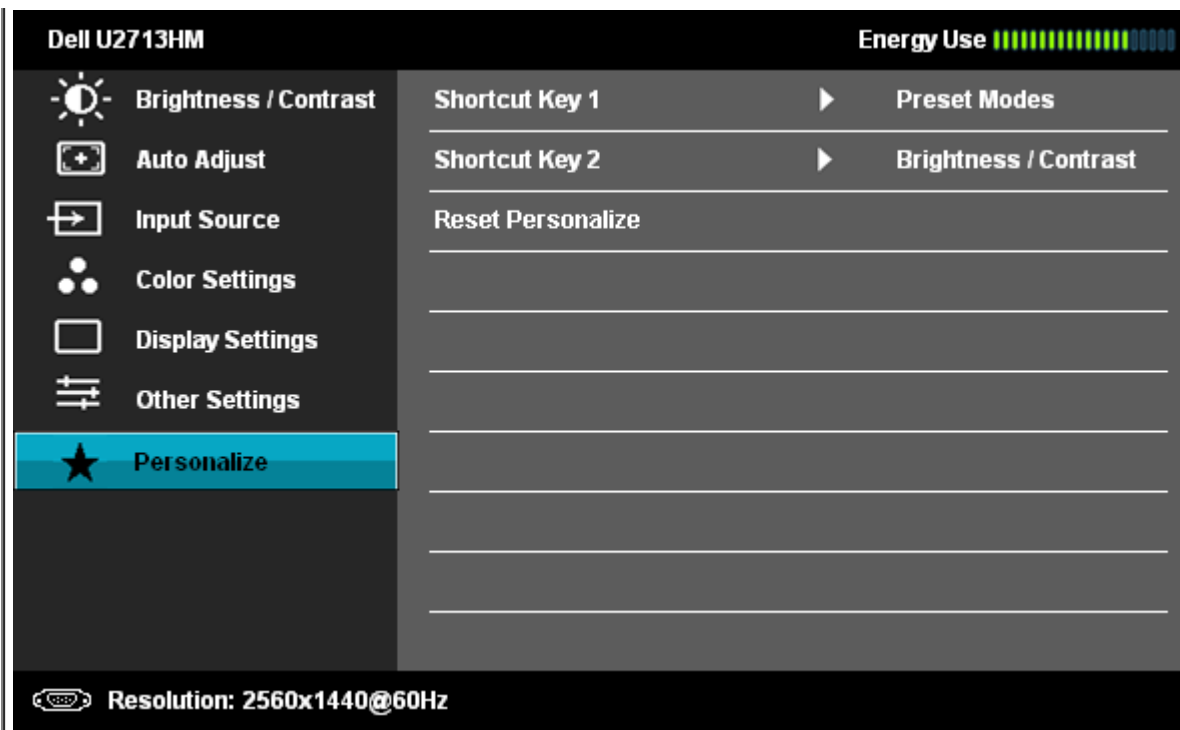 Dell U2713HM Energy Use
Brightness / Contrast Shortcut Key 1 Preset Modes
Auto Adjust Shortcut Key 2 Brightness / Contrast
Input Source Reset Personalize
Color Settings
Display Settings
Other Settings
Personalize
Resolution: 2560x1440@60Hz